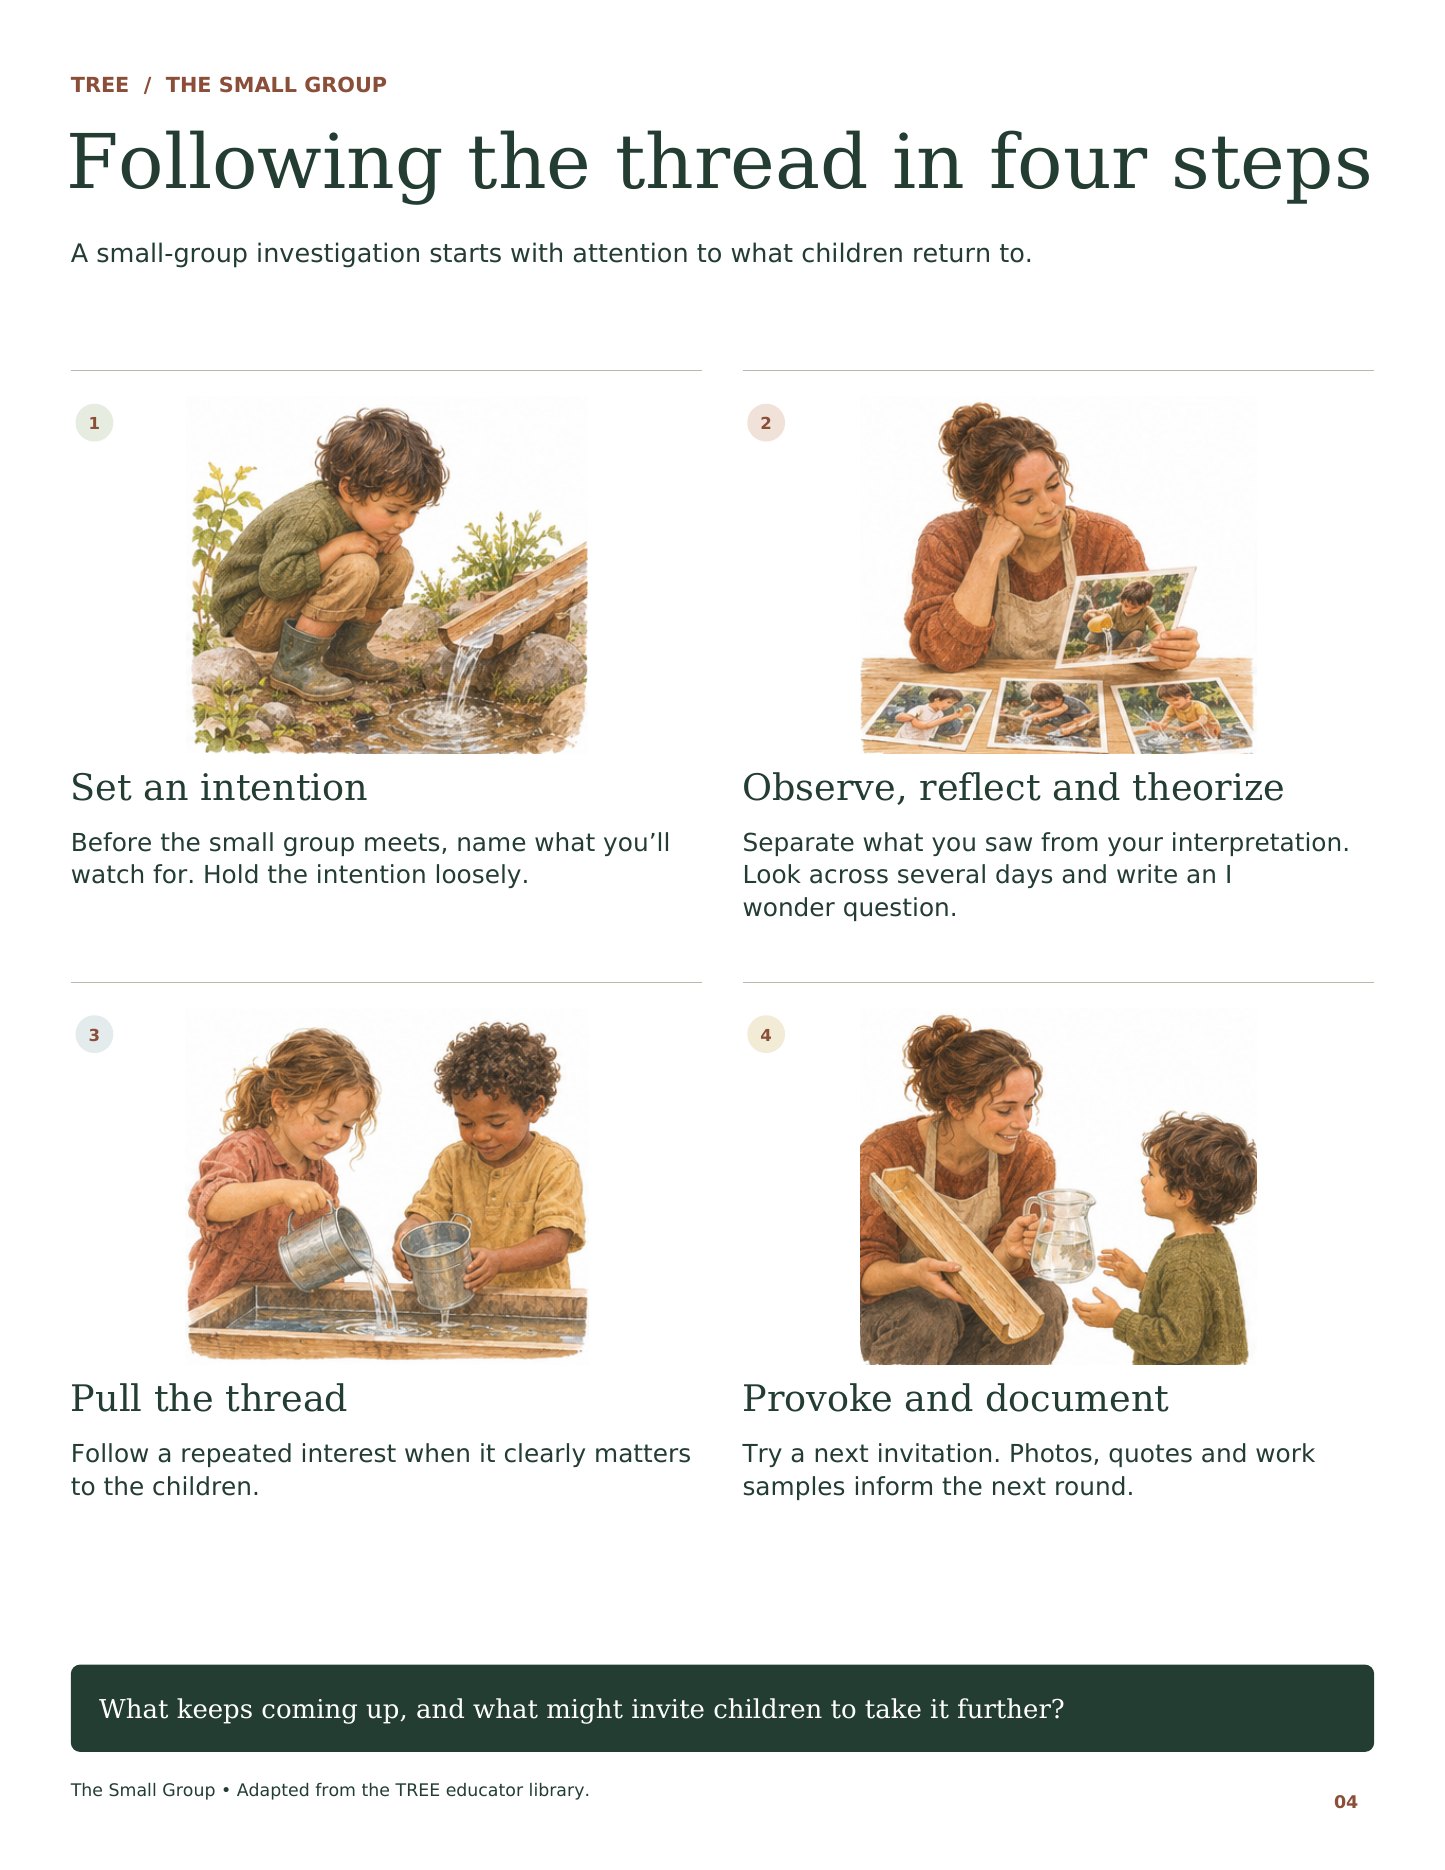 TREE / THE SMALL GROUP
Following the thread in four steps
A small-group investigation starts with attention to what children return to.
1
Set an intention
Before the small group meets, name what you’ll
watch for. Hold the intention loosely.
2
Observe, reflect and theorize
Separate what you saw from your interpretation.
Look across several days and write an I
wonder question.
3
Pull the thread
Follow a repeated interest when it clearly matters
to the children.
4
Provoke and document
Try a next invitation. Photos, quotes and work
samples inform the next round.
What keeps coming up, and what might invite children to take it further?
The Small Group • Adapted from the TREE educator library.
04